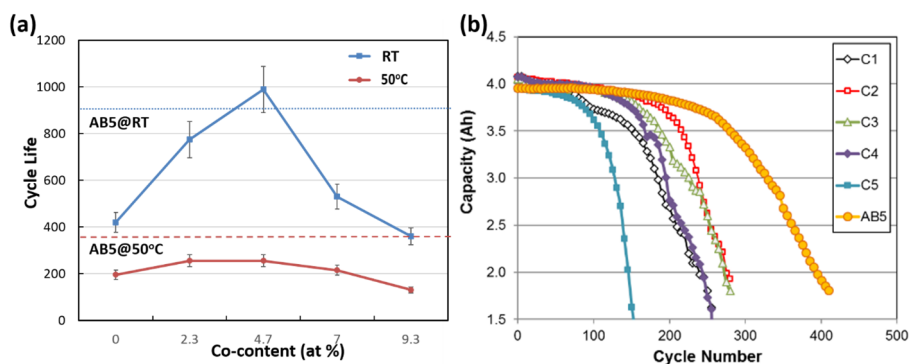 (a)
1200
1000
800
600
400
200
0
Cycle Life
RT
50°C
AB5@RT
AB5@50°C
0 2.3 4.7 7 9.3
Co-content (at %)
(b)
4.5
4.0
3.5
3.0
2.5
2.0
1.5
Capacity (Ah)
C1
C2
C3
C4
C5
AB5
0 100 200 300 400 500
Cycle Number